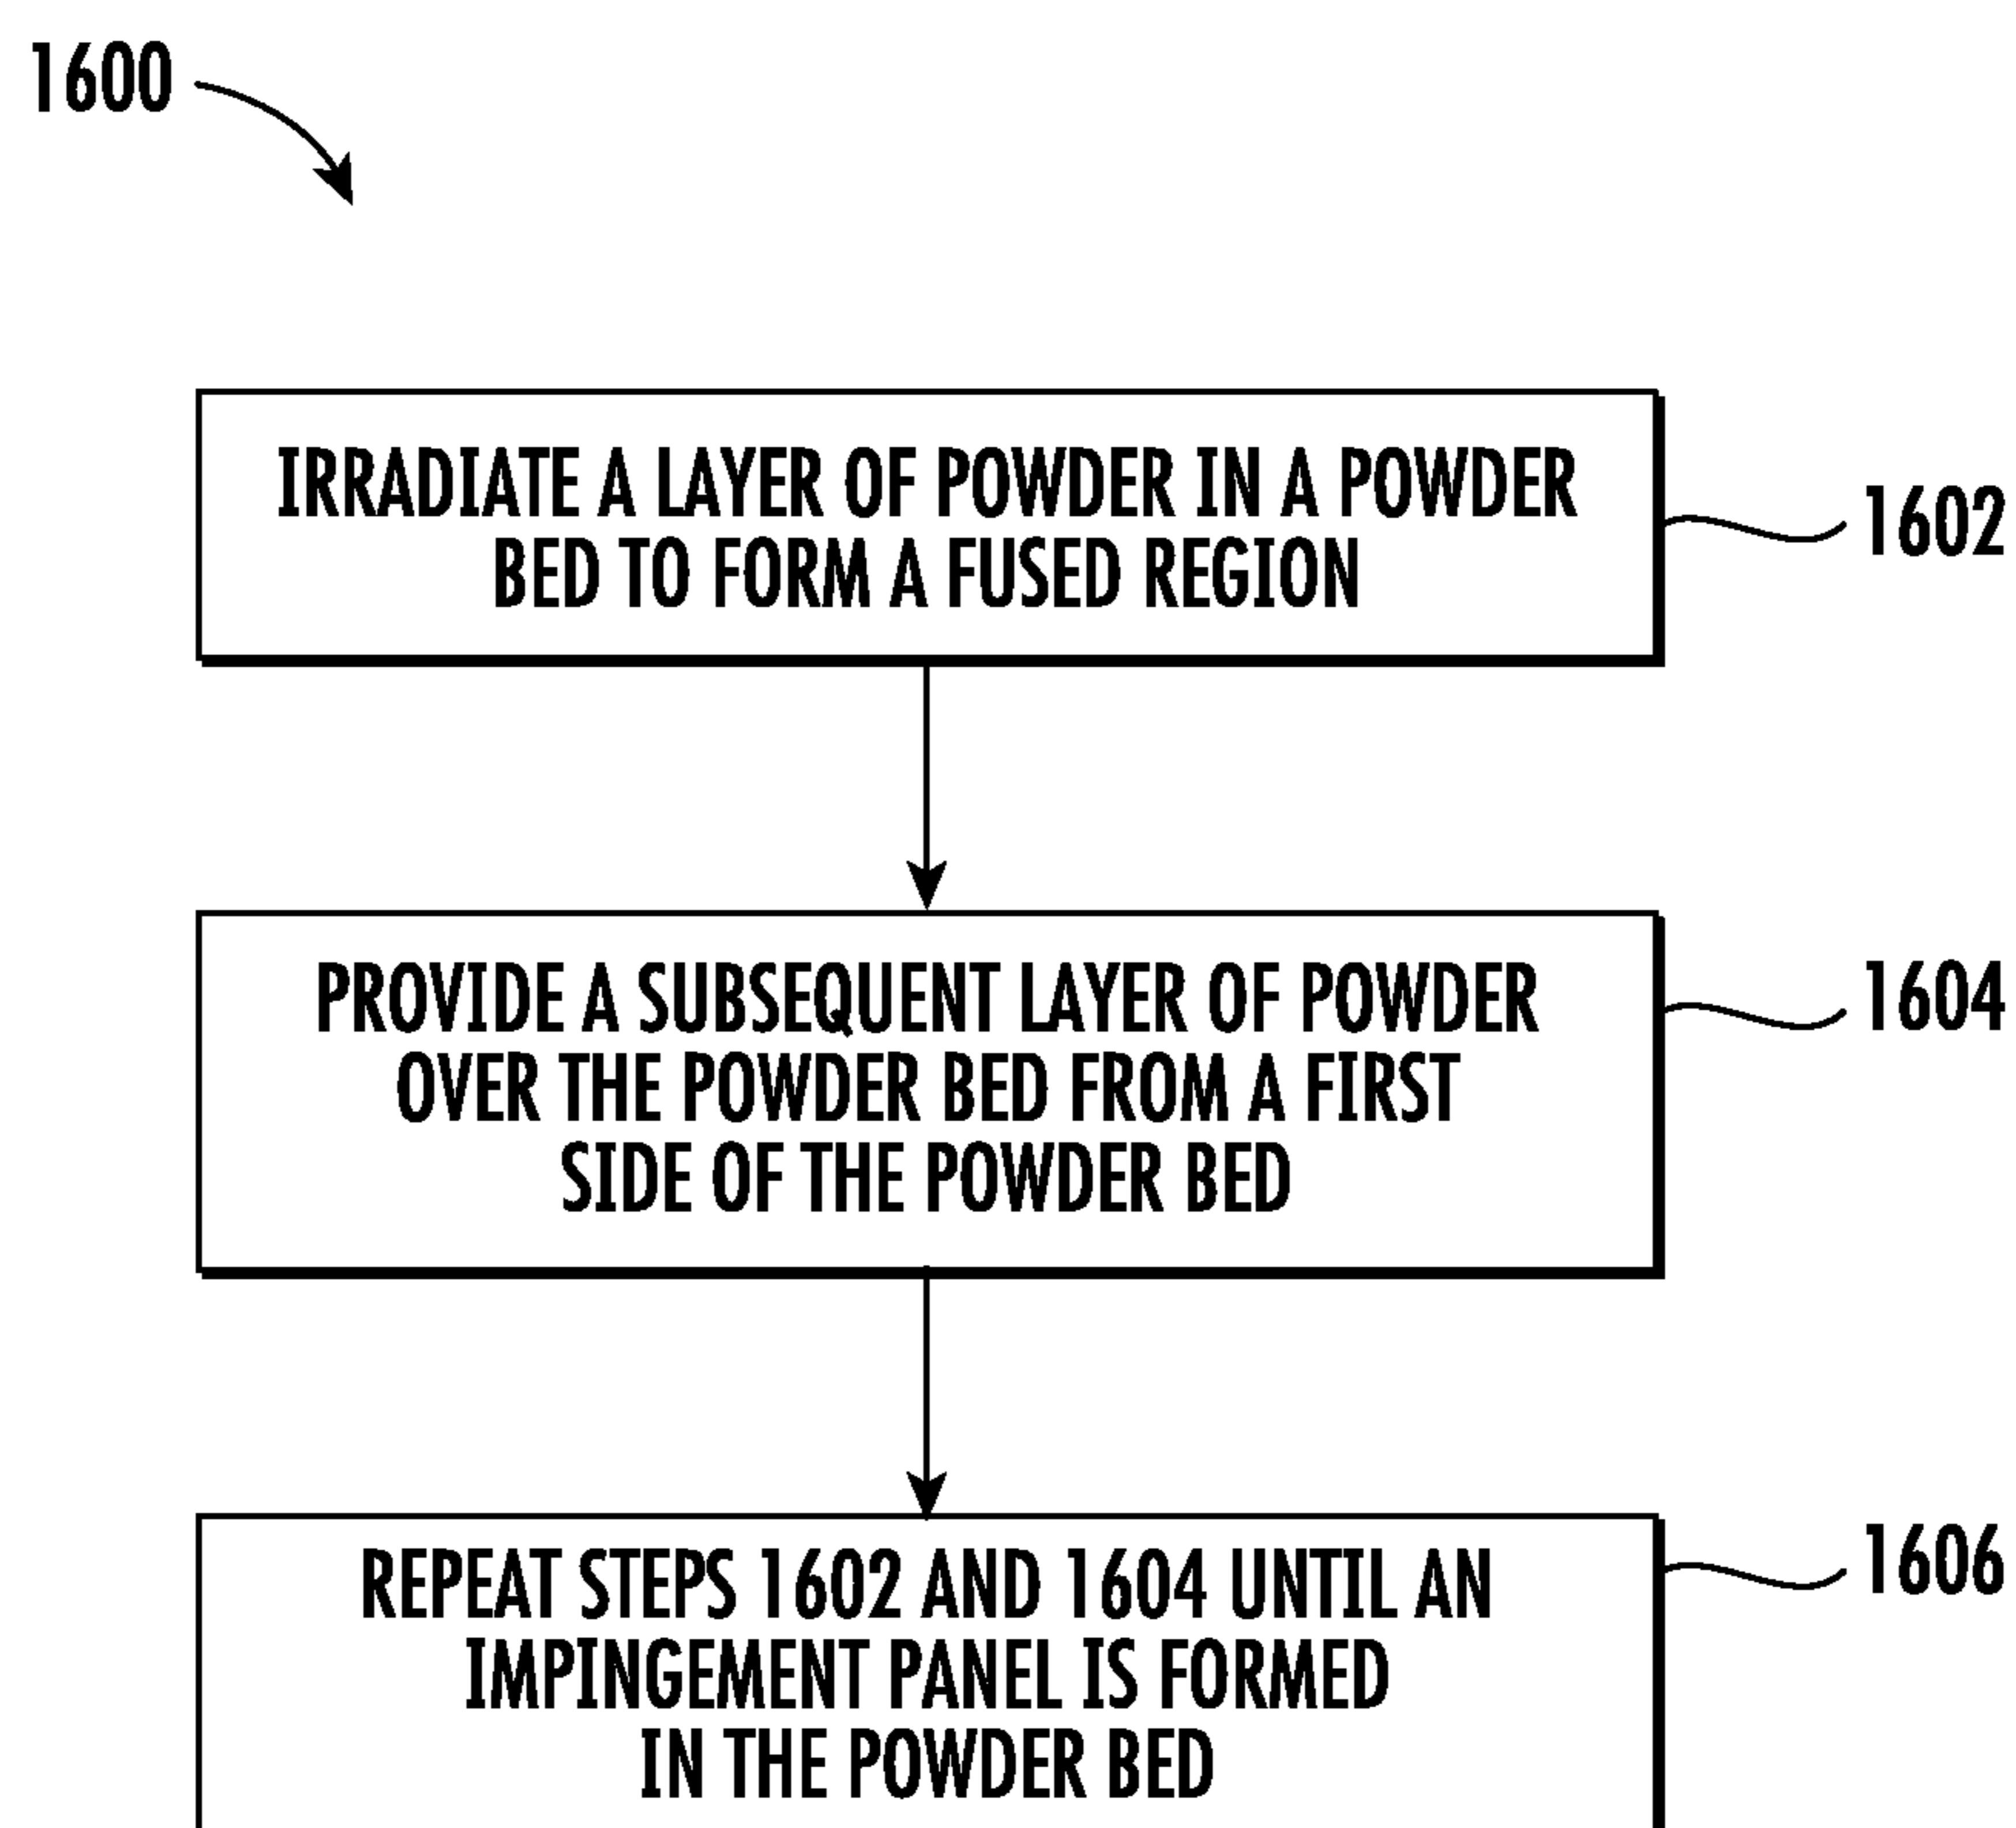 1600
IRRADIATE A LAYER OF POWDER IN A POWDER
BED TO FORM A FUSED REGION
1602
PROVIDE A SUBSEQUENT LAYER OF POWDER
OVER THE POWDER BED FROM A FIRST
SIDE OF THE POWDER BED
1604
REPEAT STEPS 1602 AND 1604 UNTIL AN
IMPINGEMENT PANEL IS FORMED
IN THE POWDER BED
1606